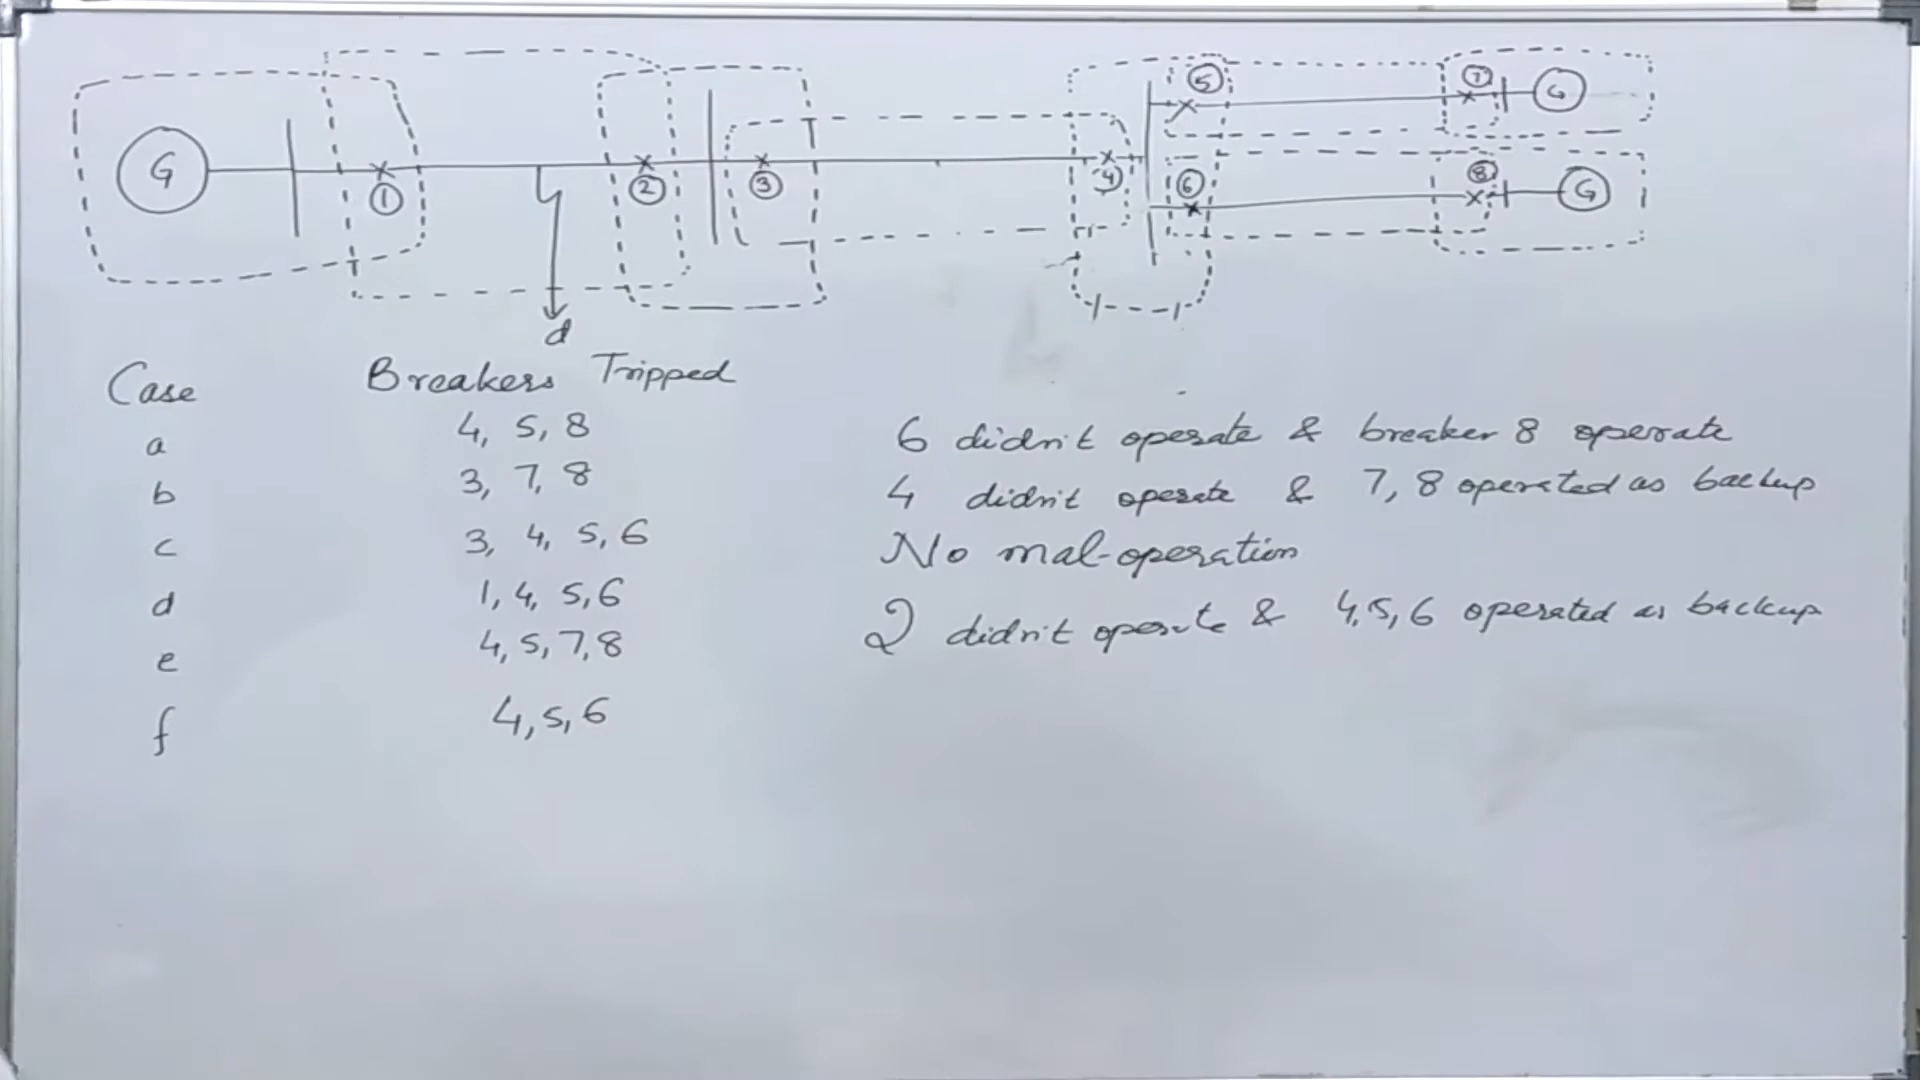 G
1
2
3
4
5
6
7
8
G
G
d
Case Breakers Tripped
a 4, 5, 8 6 didn't operate & breaker 8 operate
b 3, 7, 8 4 didn't operate & 7, 8 operated as backup
c 3, 4, 5, 6 No mal-operation
d 1, 4, 5, 6 2 didn't operate & 4, 5, 6 operated as backup
e 4, 5, 7, 8
f 4, 5, 6